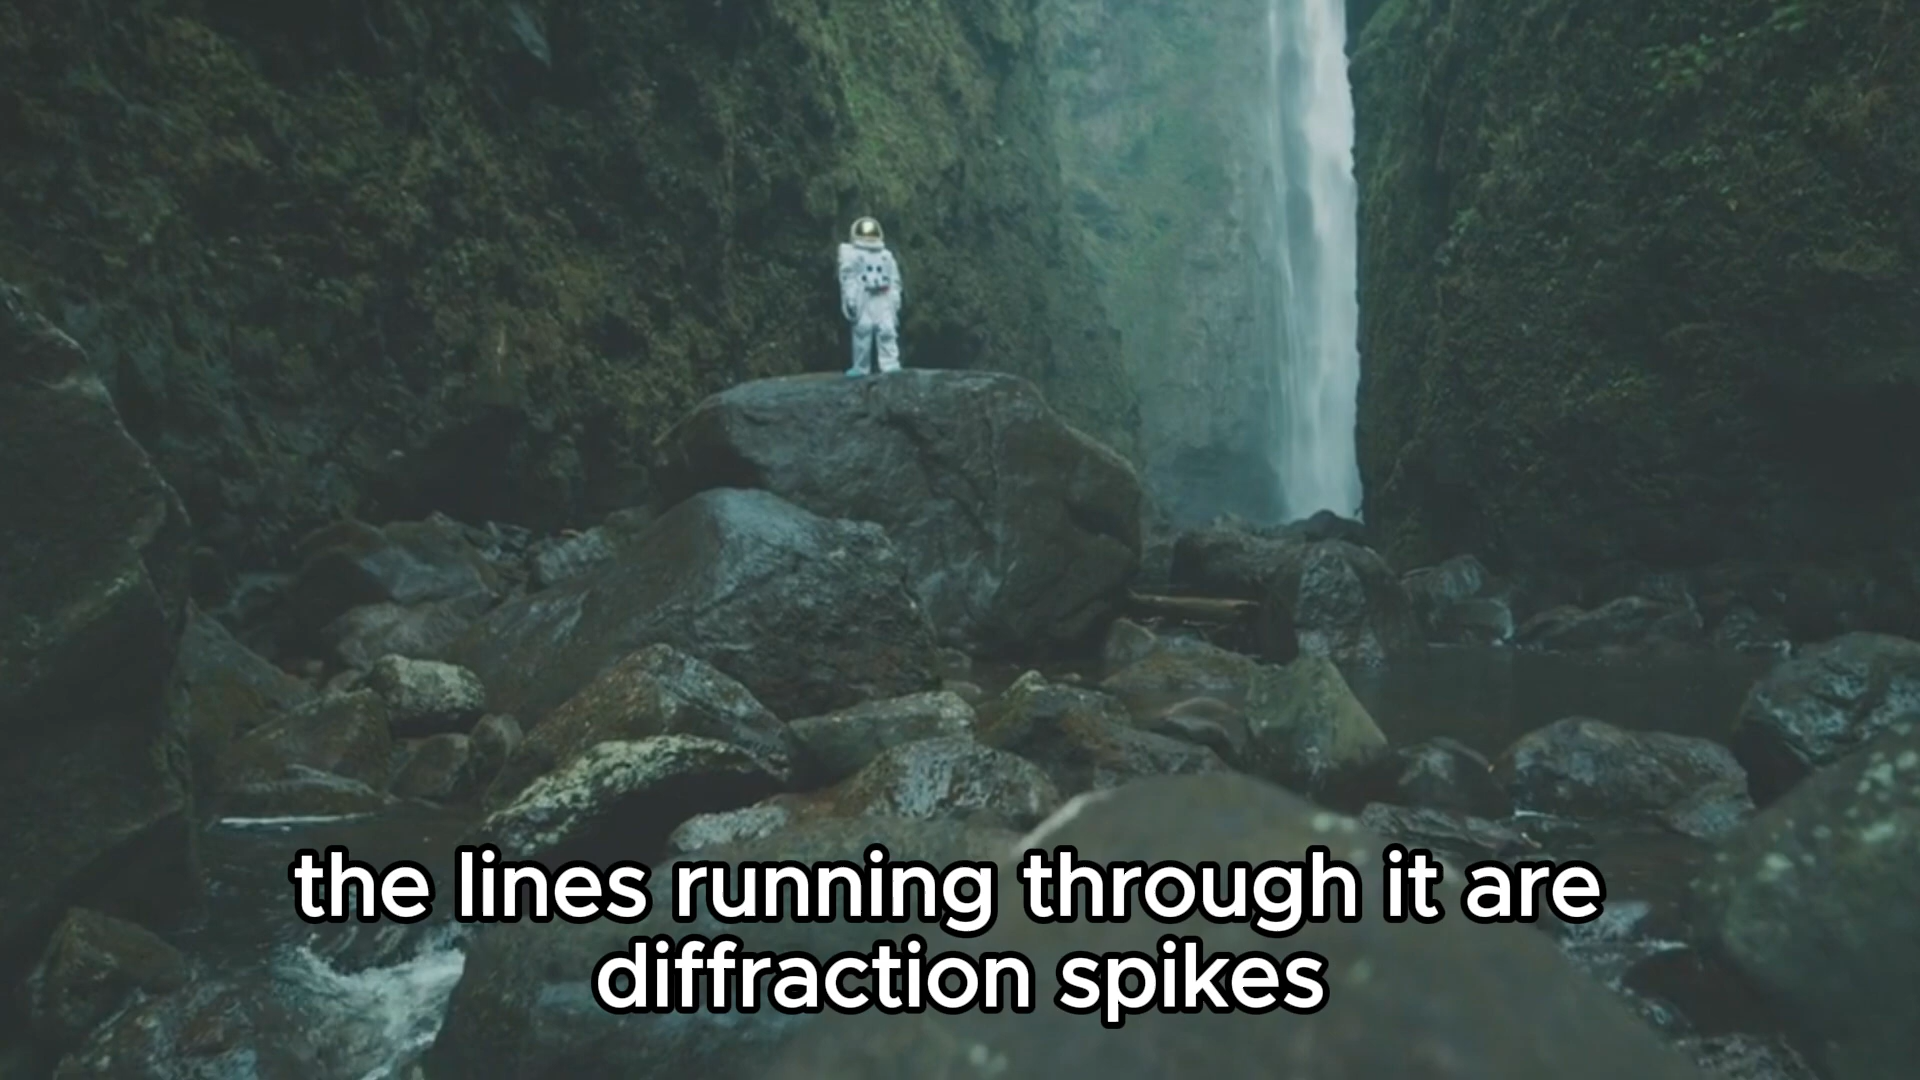 the lines running through it are
diffraction spikes